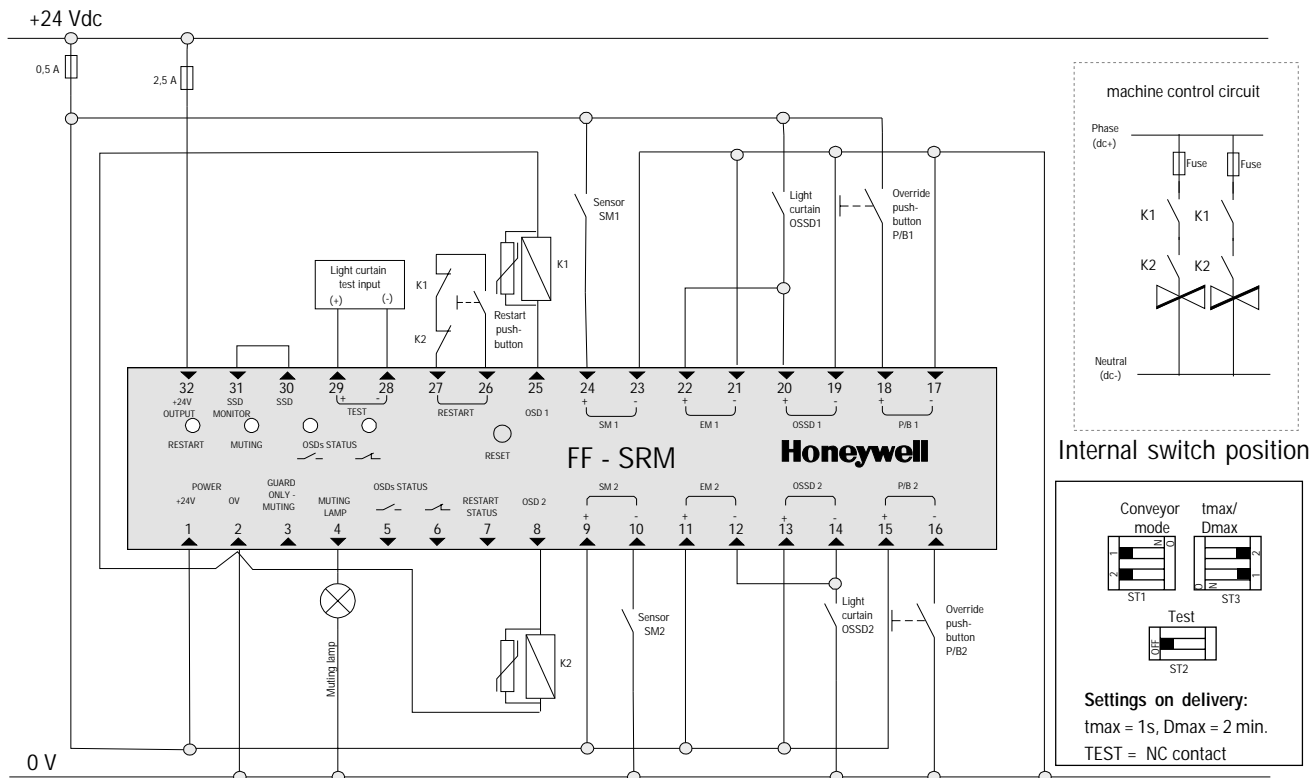 +24 Vdc
0,5 A
2,5 A
machine control circuit
Phase
(dc+)
Fuse
Fuse
K1
K1
K2
K2
Neutral
(dc-)
Sensor
SM1
Light
curtain
OSSD1
Override
push-
button
P/B1
Light curtain
test input
(+)
(-)
K1
K2
Restart
push-
button
K1
32
31
30
29
28
27
26
25
24
23
22
21
20
19
18
17
+24V
OUTPUT
SSD
MONITOR
SSD
+
-
TEST
RESTART
OSD 1
+
-
SM 1
+
-
EM 1
+
-
OSSD 1
+
-
P/B 1
RESTART
MUTING
OSDs STATUS
RESET
FF - SRM
Honeywell
POWER
+24V
0V
GUARD
ONLY -
MUTING
MUTING
LAMP
OSDs STATUS
RESTART
STATUS
OSD 2
SM 2
+
-
EM 2
+
-
OSSD 2
+
-
P/B 2
+
-
1
2
3
4
5
6
7
8
9
10
11
12
13
14
15
16
Muting lamp
K2
Sensor
SM2
Light
curtain
OSSD2
Override
push-
button
P/B2
0 V
Internal switch position
Conveyor
mode
tmax/
Dmax
1
2
N
O
ST1
2
1
O
N
ST3
Test
OFF
ST2
Settings on delivery:
tmax = 1s, Dmax = 2 min.
TEST = NC contact